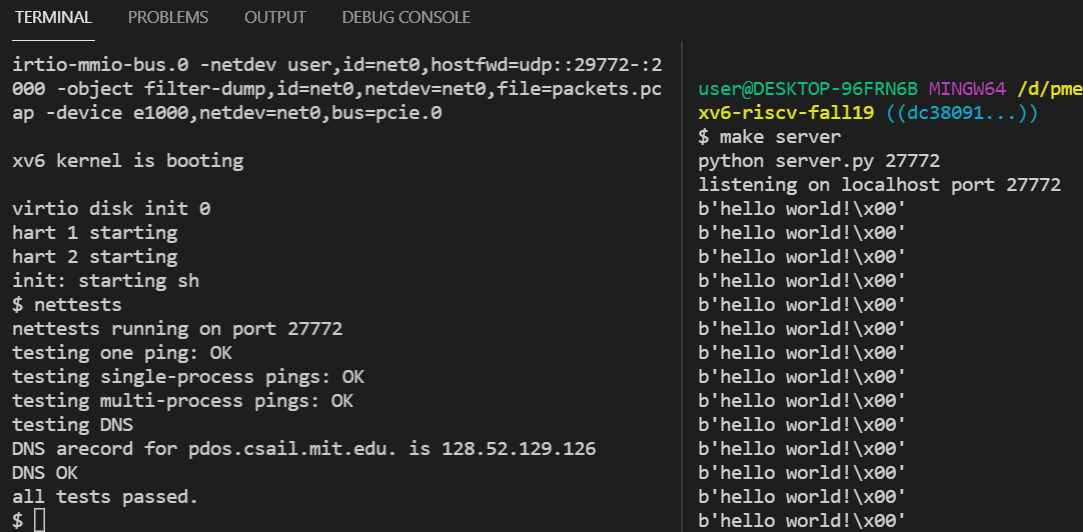 TERMINAL PROBLEMS OUTPUT DEBUG CONSOLE
irtio-mmio-bus.0 -netdev user,id=net0,hostfwd=udp::29772-:2
000 -object filter-dump,id=net0,netdev=net0,file=packets.pc
ap -device e1000,netdev=net0,bus=pcie.0
xv6 kernel is booting
virtio disk init 0
hart 1 starting
hart 2 starting
init: starting sh
$ nettests
nettests running on port 27772
testing one ping: OK
testing single-process pings: OK
testing multi-process pings: OK
testing DNS
DNS arecord for pdos.csail.mit.edu. is 128.52.129.126
DNS OK
all tests passed.
$
user@DESKTOP-96FRN6B MINGW64 /d/pme
xv6-riscv-fall19 ((dc38091...))
$ make server
python server.py 27772
listening on localhost port 27772
b'hello world!\x00'
b'hello world!\x00'
b'hello world!\x00'
b'hello world!\x00'
b'hello world!\x00'
b'hello world!\x00'
b'hello world!\x00'
b'hello world!\x00'
b'hello world!\x00'
b'hello world!\x00'
b'hello world!\x00'
b'hello world!\x00'
b'hello world!\x00'
b'hello world!\x00'